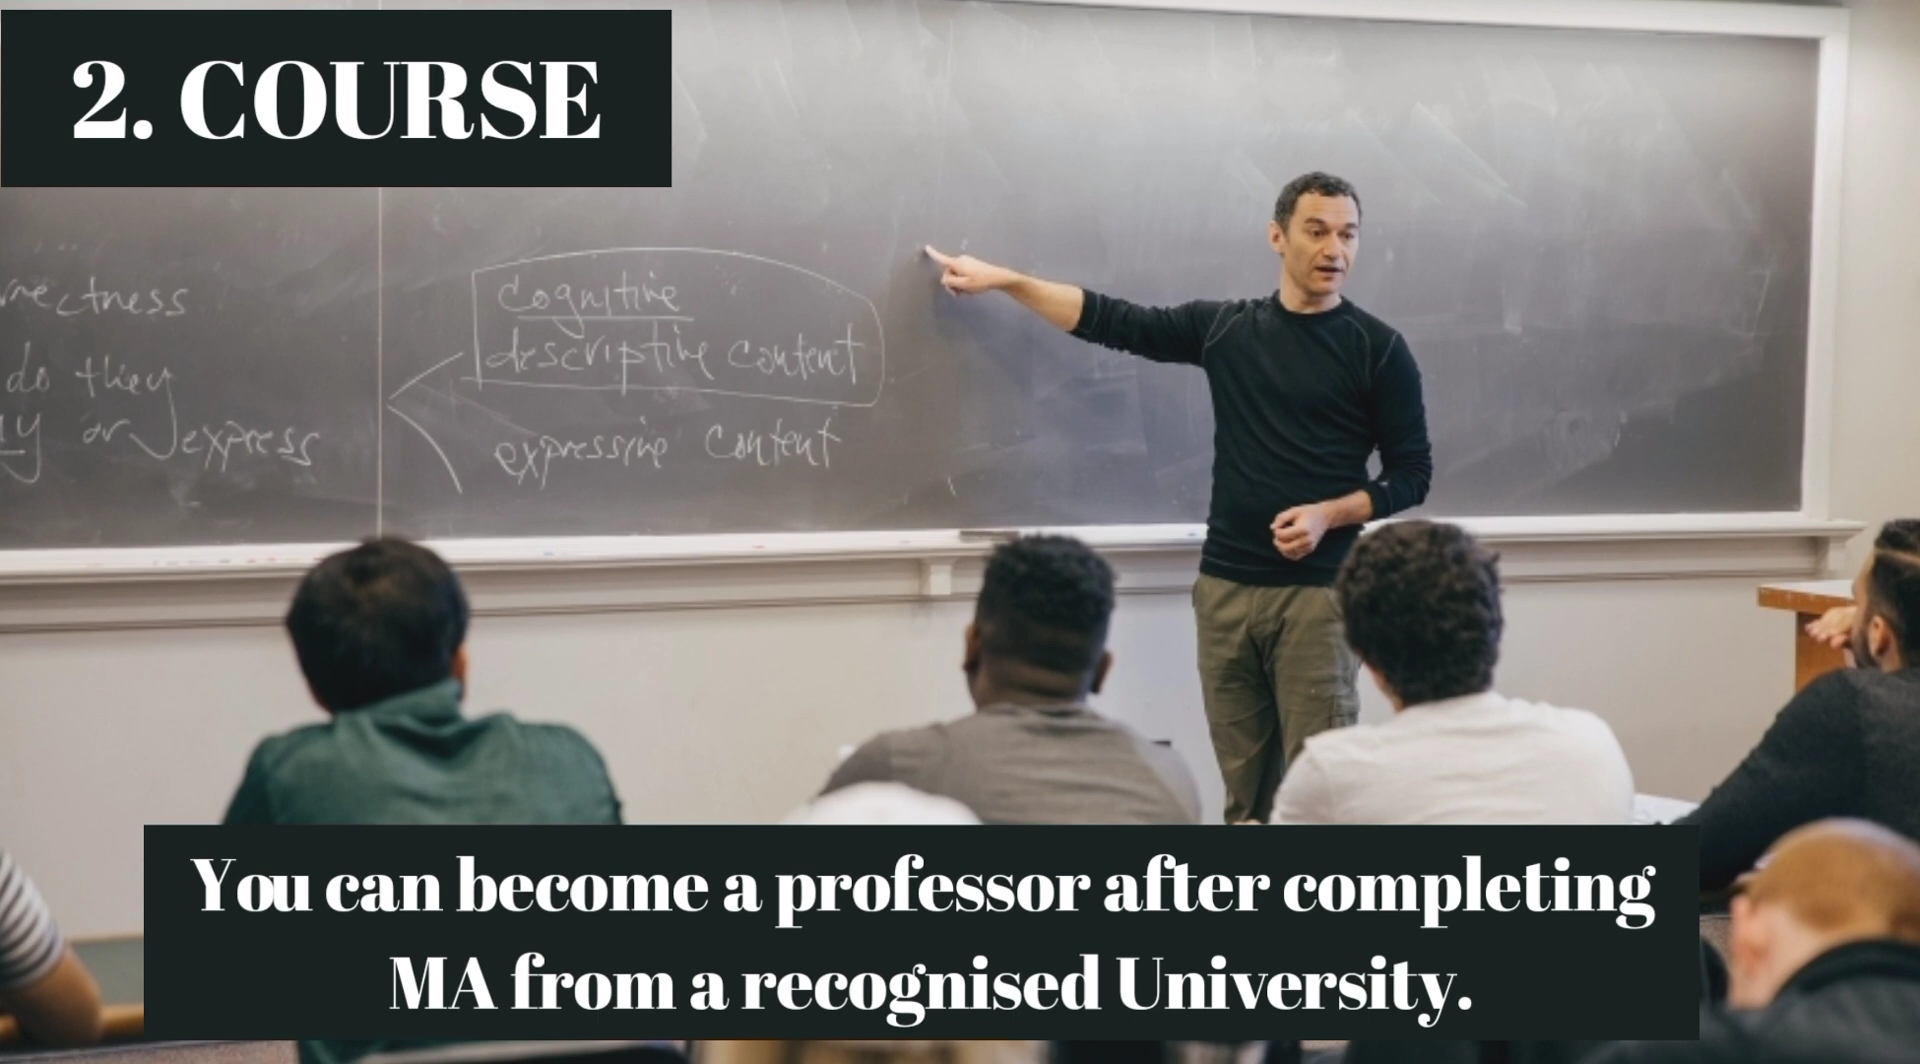 2. COURSE
cognitive
descriptive content
expressive content
do they
or express
You can become a professor after completing
MA from a recognised University.